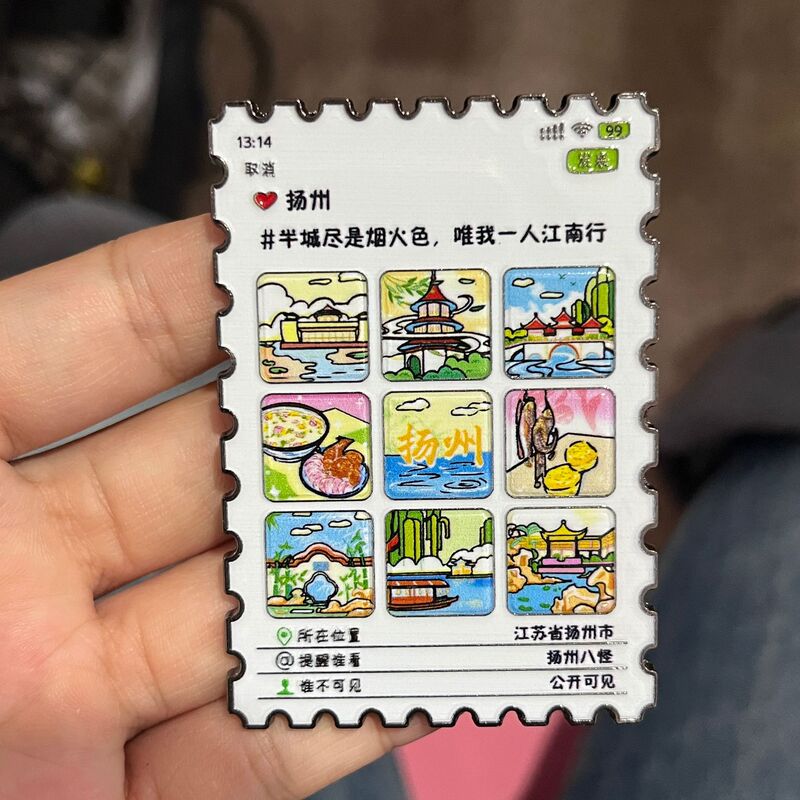 13:14
99
取消
发表
扬州
#半城尽是烟火色，唯我一人江南行
扬州
所在位置 江苏省扬州市
@提醒谁看 扬州八怪
谁不可见 公开可见